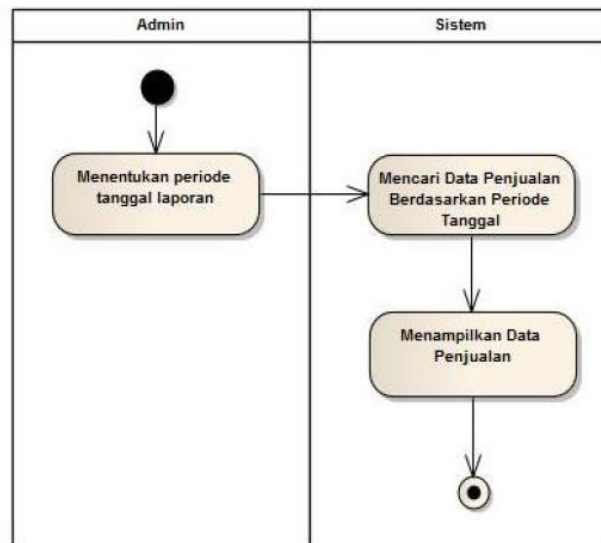 Admin
Sistem
Menentukan periode
tanggal laporan
Mencari Data Penjualan
Berdasarkan Periode
Tanggal
Menampilkan Data
Penjualan